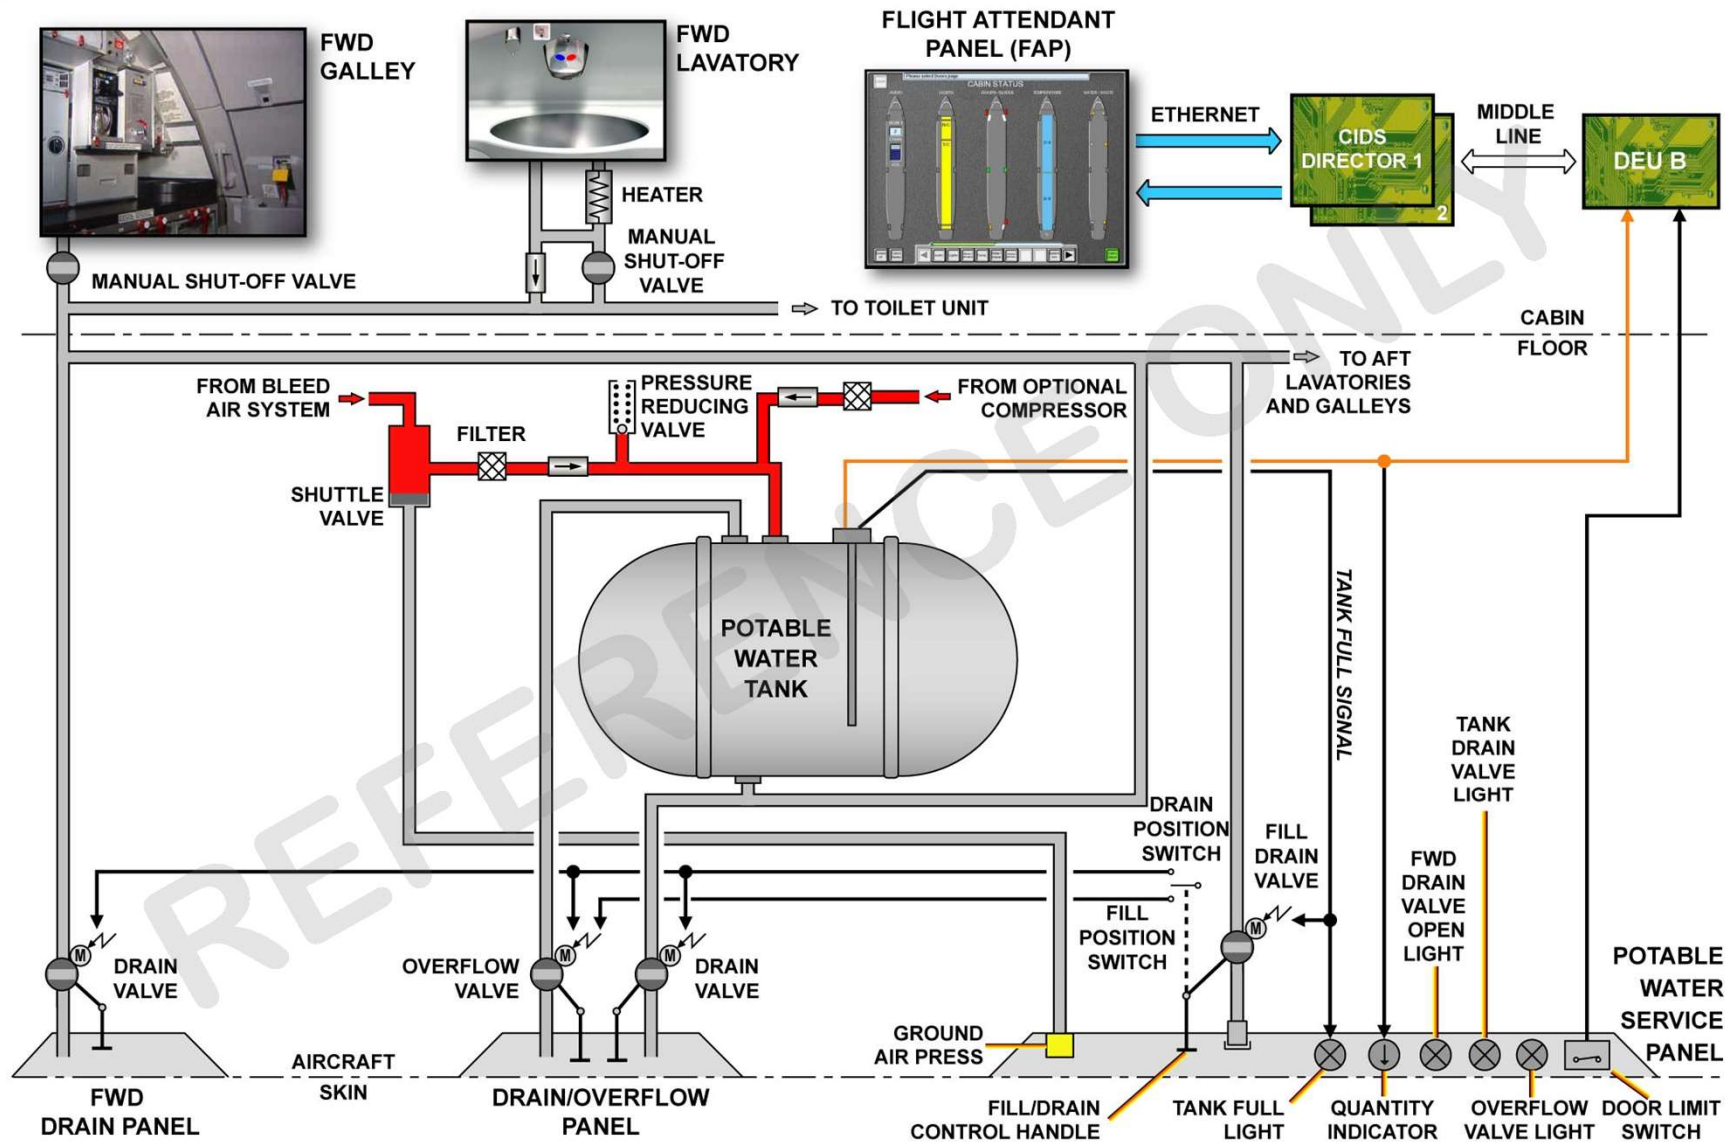 FWD
GALLEY
FWD
LAVATORY
FLIGHT ATTENDANT
PANEL (FAP)
CABIN STATUS
ETHERNET
CIDS
DIRECTOR 1
2
MIDDLE
LINE
DEU B
HEATER
MANUAL
SHUT-OFF
VALVE
MANUAL SHUT-OFF VALVE
TO TOILET UNIT
CABIN
FLOOR
TO AFT
LAVATORIES
AND GALLEYS
FROM BLEED
AIR SYSTEM
PRESSURE
REDUCING
VALVE
FROM OPTIONAL
COMPRESSOR
FILTER
SHUTTLE
VALVE
POTABLE
WATER
TANK
TANK FULL SIGNAL
TANK
DRAIN
VALVE
LIGHT
DRAIN
POSITION
SWITCH
FILL
DRAIN
VALVE
FWD
DRAIN
VALVE
OPEN
LIGHT
FILL
POSITION
SWITCH
M
DRAIN
VALVE
OVERFLOW
VALVE
M
M
DRAIN
VALVE
M
POTABLE
WATER
SERVICE
PANEL
GROUND
AIR PRESS
AIRCRAFT
SKIN
FWD
DRAIN PANEL
DRAIN/OVERFLOW
PANEL
FILL/DRAIN
CONTROL HANDLE
TANK FULL
LIGHT
QUANTITY
INDICATOR
OVERFLOW
VALVE LIGHT
DOOR LIMIT
SWITCH
REFERENCE ONLY